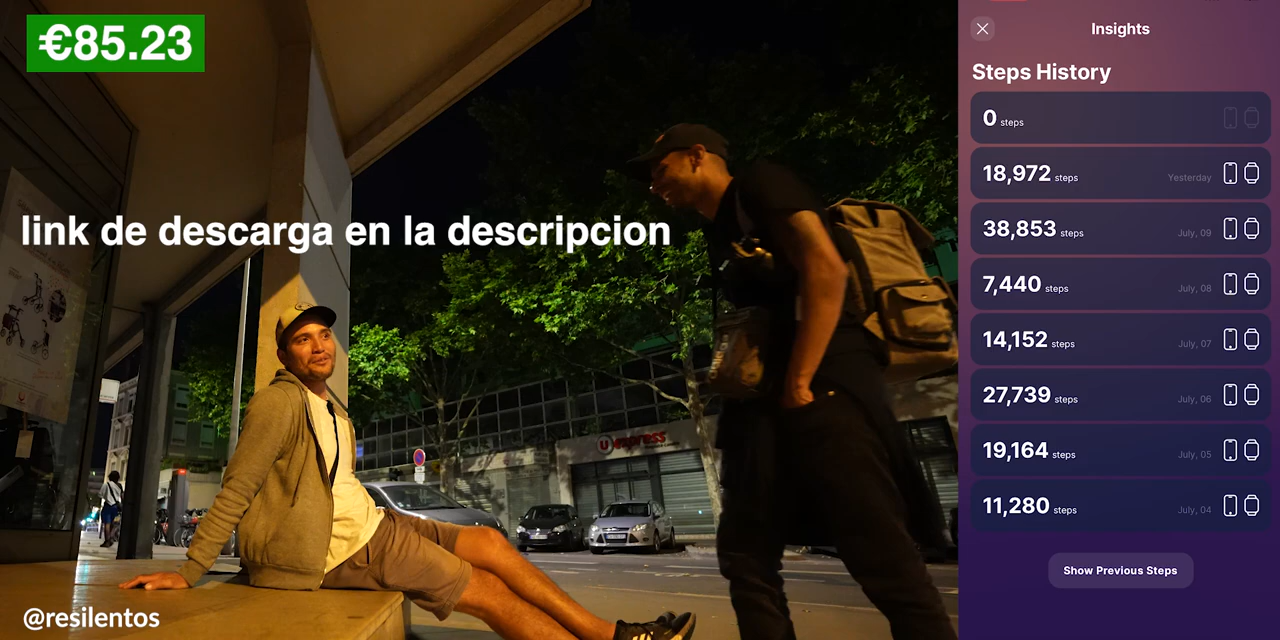 €85.23
link de descarga en la descripcion
U express
@resilentos
Insights
Steps History
0 steps
18,972 steps Yesterday
38,853 steps July, 09
7,440 steps July, 08
14,152 steps July, 07
27,739 steps July, 06
19,164 steps July, 05
11,280 steps July, 04
Show Previous Steps